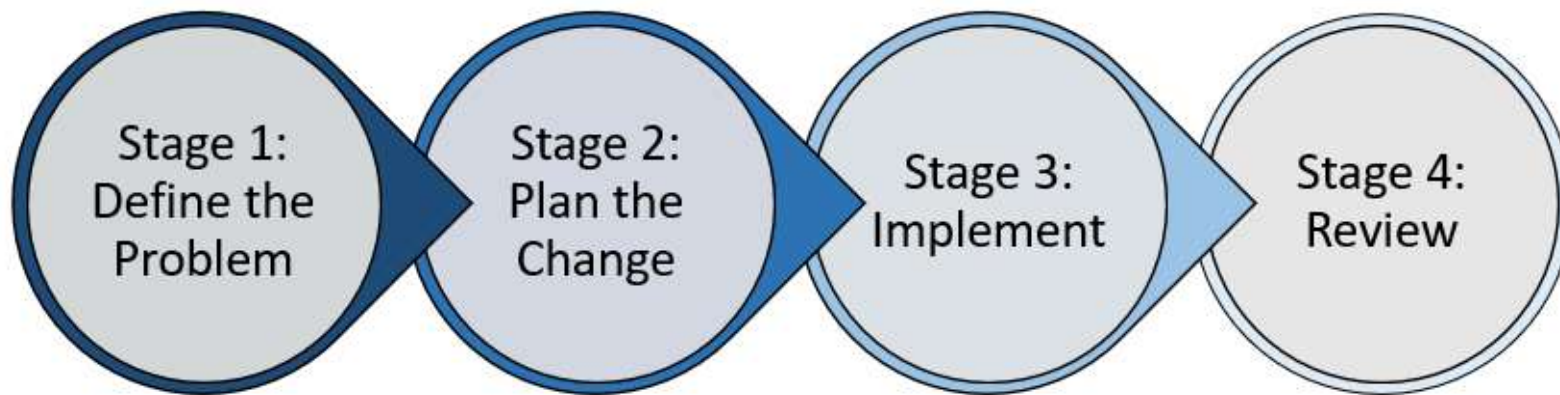 Stage 1:
Define the
Problem
Stage 2:
Plan the
Change
Stage 3:
Implement
Stage 4:
Review